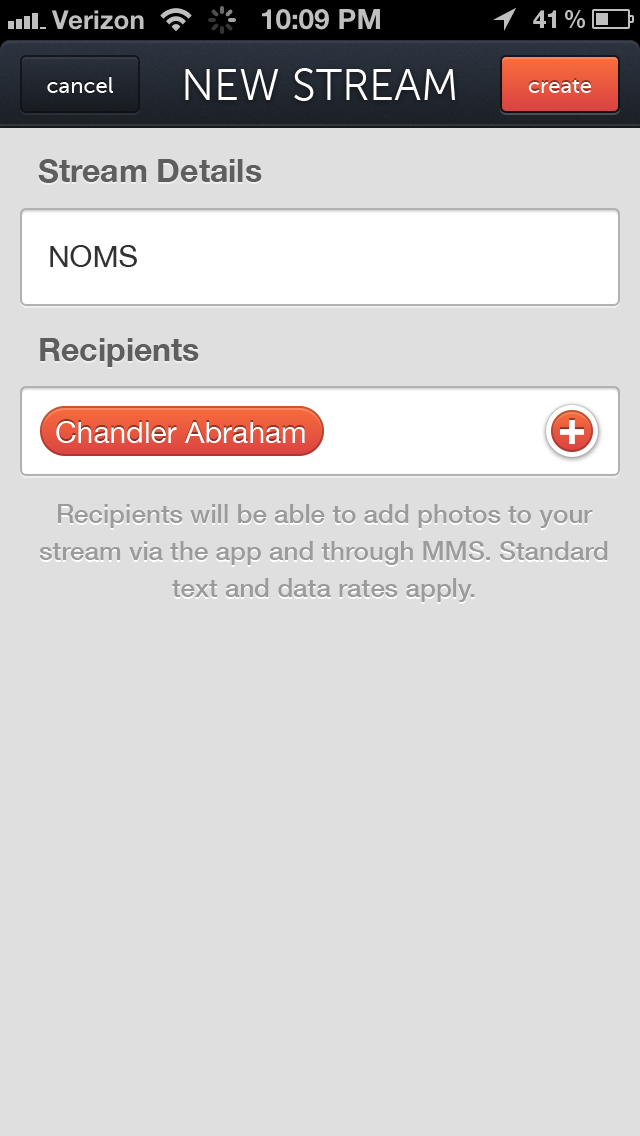 Verizon 10:09 PM 41 %
cancel NEW STREAM create
Stream Details
NOMS
Recipients
Chandler Abraham
Recipients will be able to add photos to your
stream via the app and through MMS. Standard
text and data rates apply.